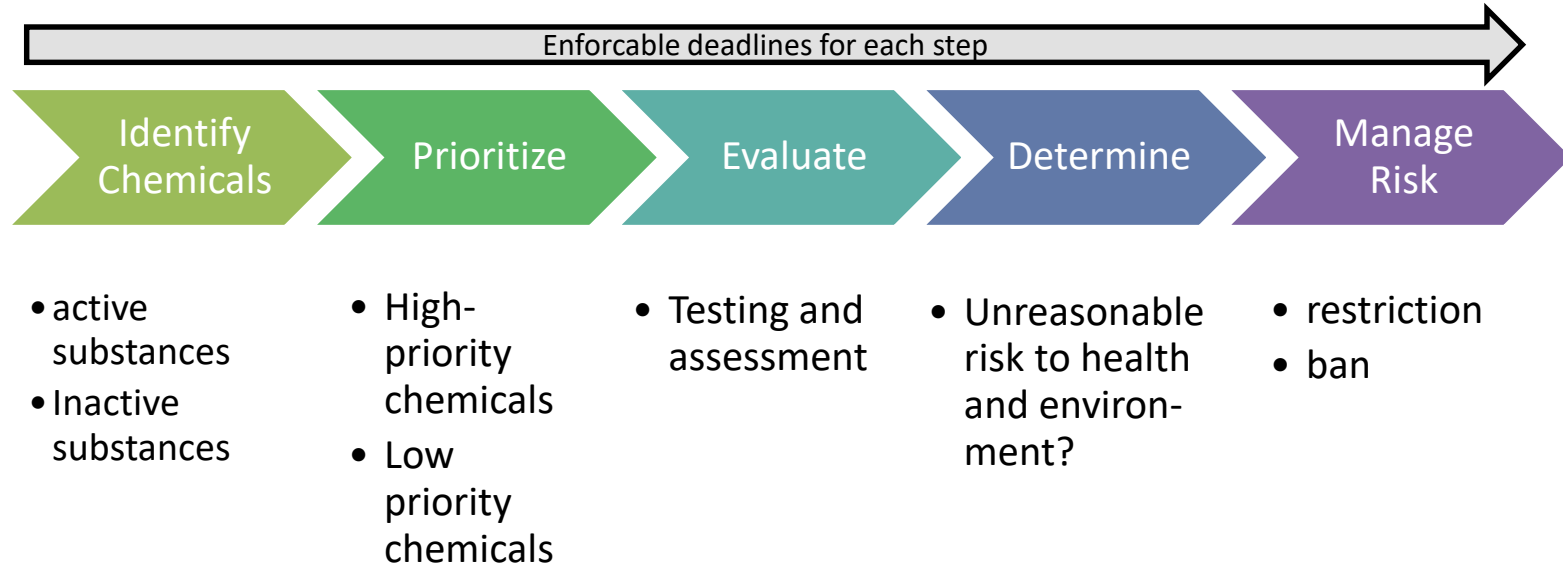 Enforcable deadlines for each step
Identify
Chemicals
Prioritize
Evaluate
Determine
Manage
Risk
•active
substances
•Inactive
substances
• High-
priority
chemicals
• Low
priority
chemicals
• Testing and
assessment
• Unreasonable
risk to health
and environ-
ment?
• restriction
• ban